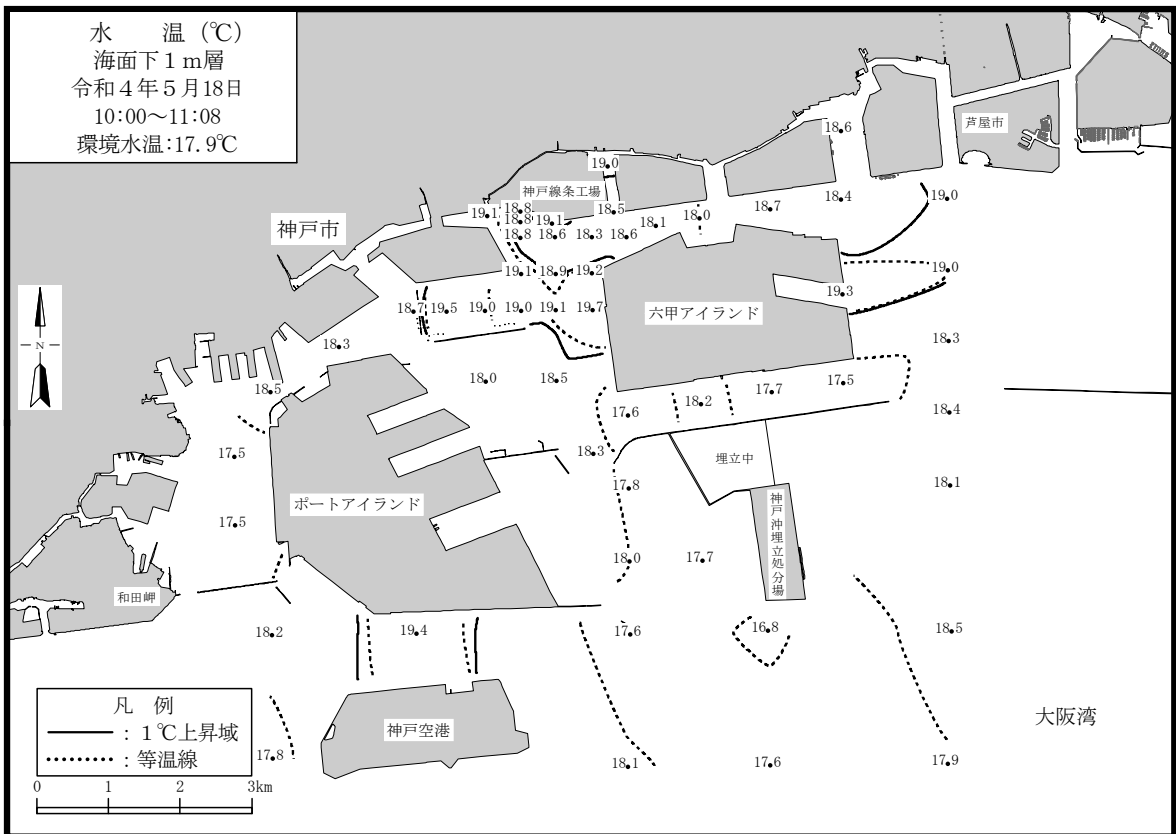 水　温（℃）
海面下１ｍ層
令和４年５月18日
10:00～11:08
環境水温:17.9℃
18.6
芦屋市
19.0
神戸線条工場
18.4
19.0
19.1
18.8
18.5
18.7
18.8
19.1
18.1
18.0
神戸市
18.8
18.6
18.3
18.6
19.1
18.9
19.2
19.0
19.3
18.7
19.5
19.0
19.0
19.1
19.7
六甲アイランド
N
18.3
18.3
18.5
18.0
18.5
17.7
17.5
17.6
18.2
18.4
17.5
18.3
埋立中
17.8
18.1
ポートアイランド
神戸沖埋立処分場
17.5
18.0
17.7
和田岬
18.2
19.4
17.6
16.8
18.5
凡 例
: １℃上昇域
: 等温線
大阪湾
神戸空港
17.8
18.1
17.6
17.9
0 1 2 3km